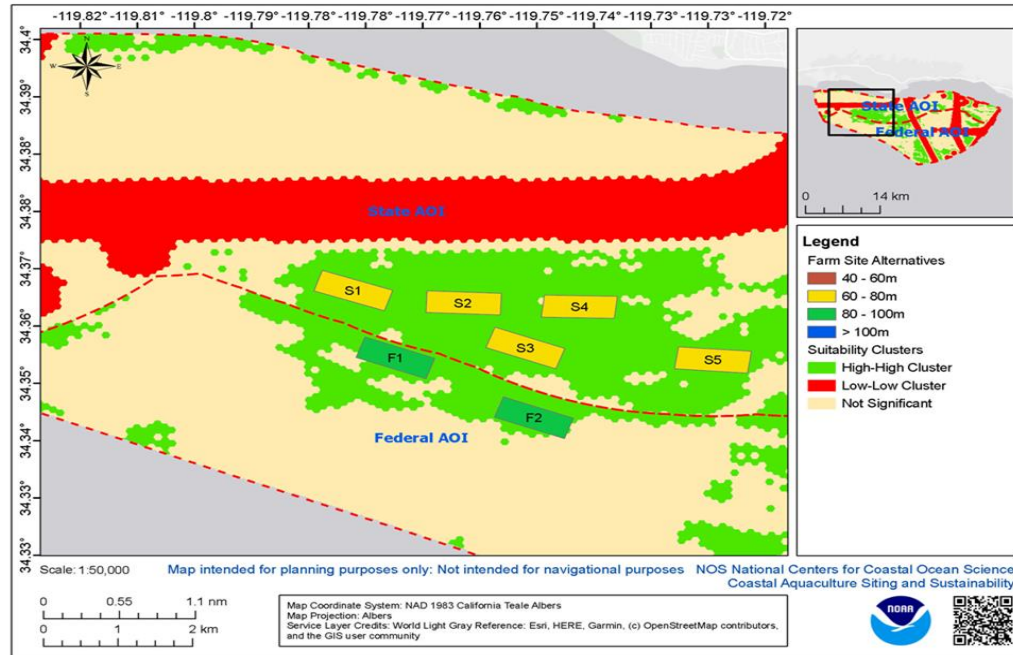 -119.82° -119.81° -119.8° -119.79° -119.78° -119.77° -119.76° -119.75° -119.74° -119.73° -119.72°
34.4°
34.39°
34.38°
34.38°
34.37°
34.36°
34.35°
34.34°
34.33°
34.33°
N
W E
S
State AOI
S1
S2
S4
S3
S5
F1
F2
Federal AOI
State AOI
Federal AOI
0 14 km
Legend
Farm Site Alternatives
40 - 60m
60 - 80m
80 - 100m
> 100m
Suitability Clusters
High-High Cluster
Low-Low Cluster
Not Significant
Scale: 1:50,000
Map intended for planning purposes only: Not intended for navigational purposes
NOS National Centers for Coastal Ocean Science
Coastal Aquaculture Siting and Sustainability
0 0.55 1.1 nm
0 1 2 km
Map Coordinate System: NAD 1983 California Teale Albers
Map Projection: Albers
Service Layer Credits: World Light Gray Reference: Esri, HERE, Garmin, (c) OpenStreetMap contributors,
and the GIS user community
NOAA